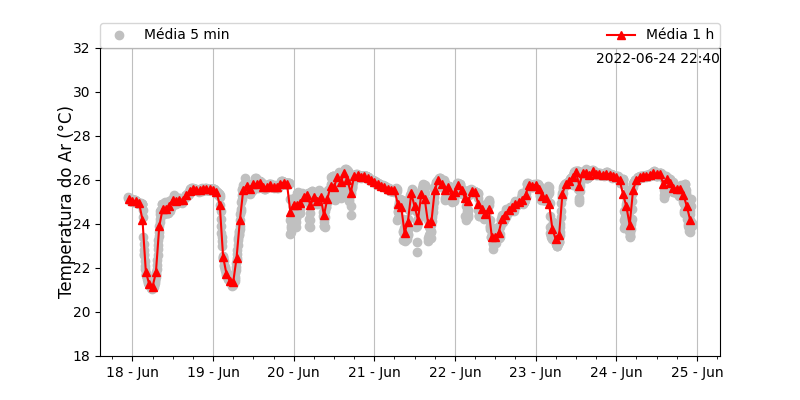 Média 5 min
Média 1 h
2022-06-24 22:40
Temperatura do Ar (°C)
32
30
28
26
24
22
20
18
18 - Jun
19 - Jun
20 - Jun
21 - Jun
22 - Jun
23 - Jun
24 - Jun
25 - Jun